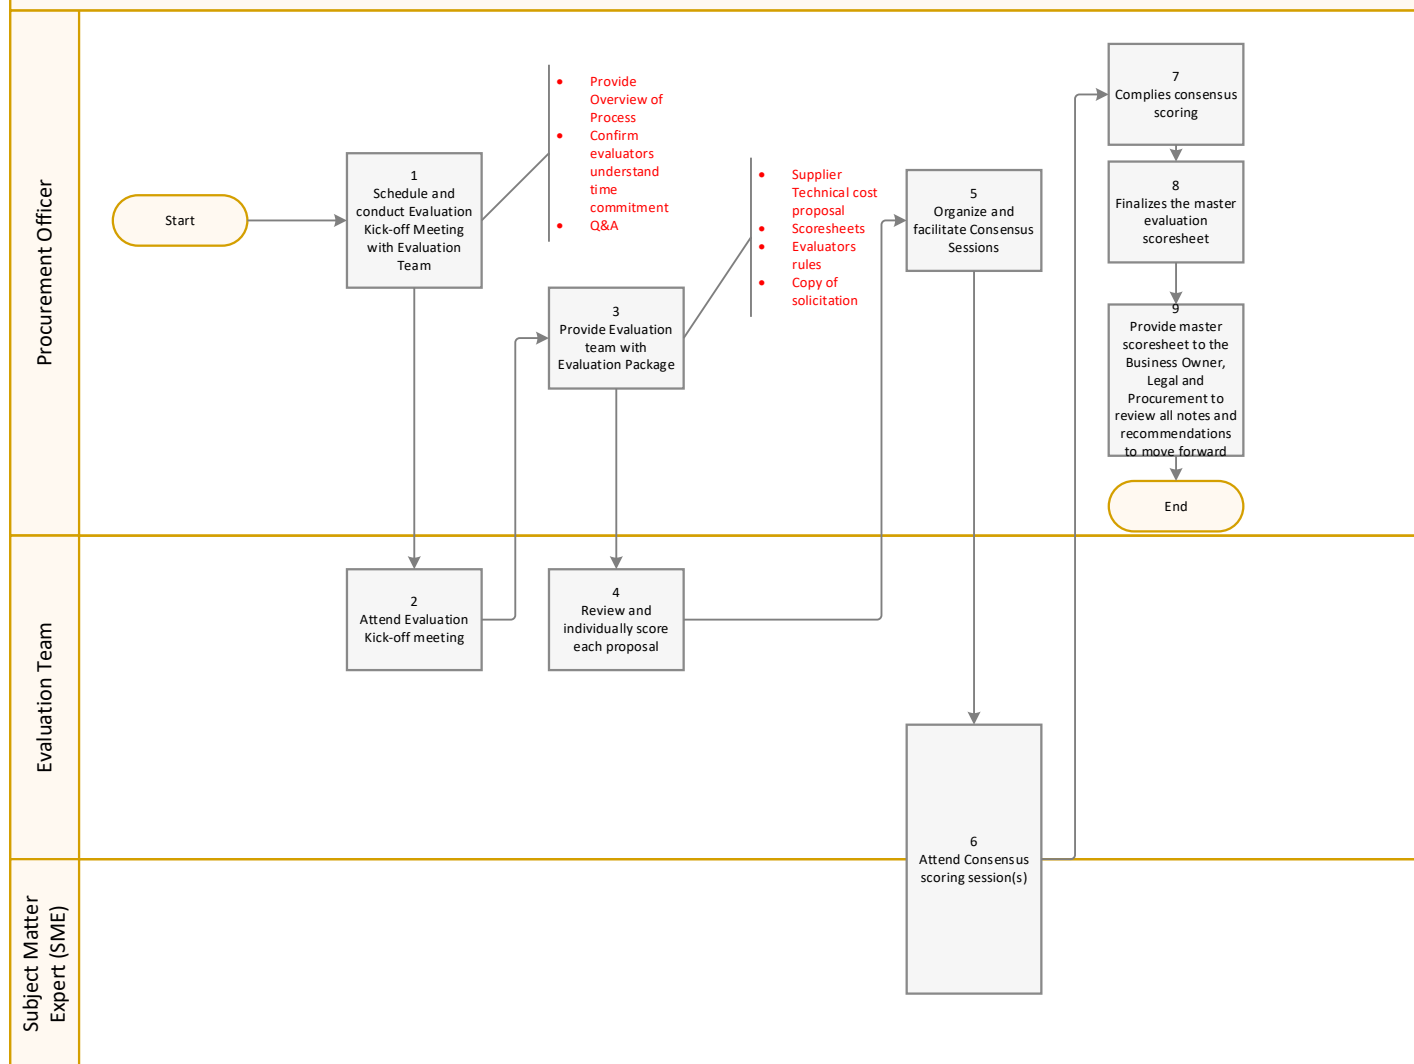 Procurement Officer
Start
1
Schedule and
conduct Evaluation
Kick-off Meeting
with Evaluation
Team
• Provide
Overview of
Process
• Confirm
evaluators
understand
time
commitment
• Q&A
3
Provide Evaluation
team with
Evaluation Package
• Supplier
Technical cost
proposal
• Scoresheets
• Evaluators
rules
• Copy of
solicitation
5
Organize and
facilitate Consensus
Sessions
7
Complies consensus
scoring
8
Finalizes the master
evaluation
scoresheet
9
Provide master
scoresheet to the
Business Owner,
Legal and
Procurement to
review all notes and
recommendations
to move forward
End
Evaluation Team
2
Attend Evaluation
Kick-off meeting
4
Review and
individually score
each proposal
6
Attend Consensus
scoring session(s)
Subject Matter
Expert (SME)